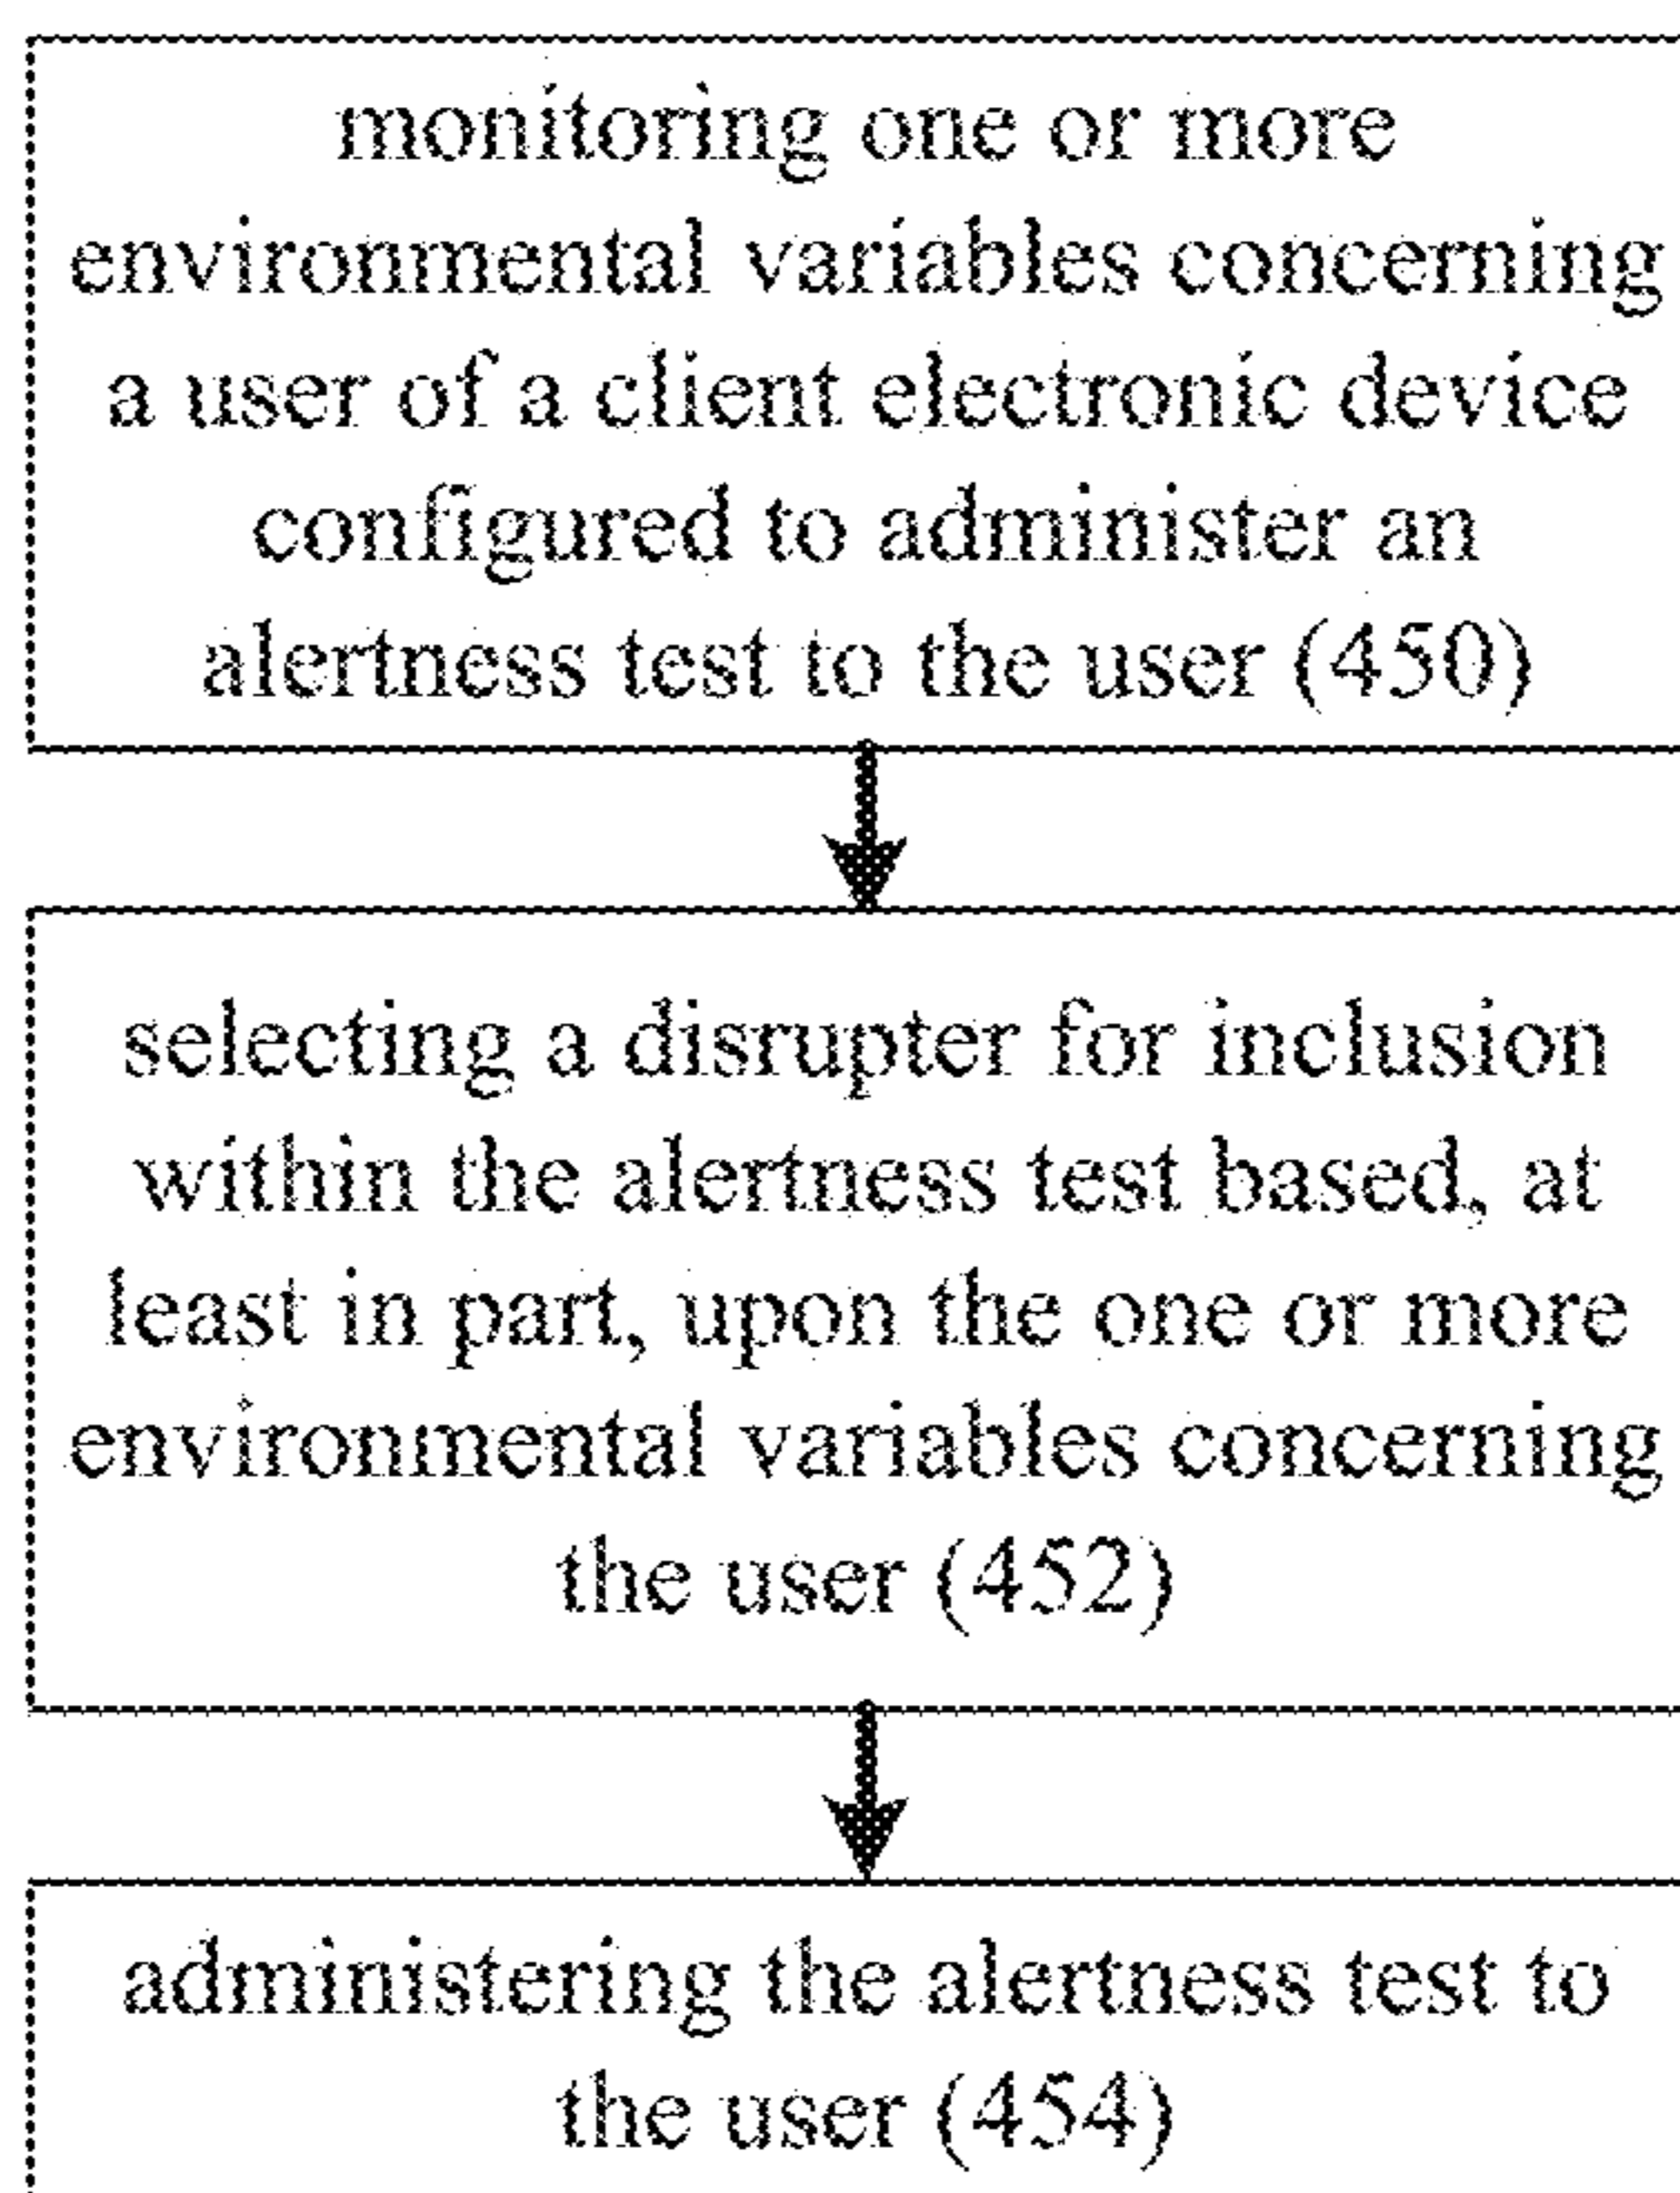 monitoring one or more
environmental variables concerning
a user of a client electronic device
configured to administer an
alertness test to the user (450)
selecting a disrupter for inclusion
within the alertness test based, at
least in part, upon the one or more
environmental variables concerning
the user (452)
administering the alertness test to
the user (454)